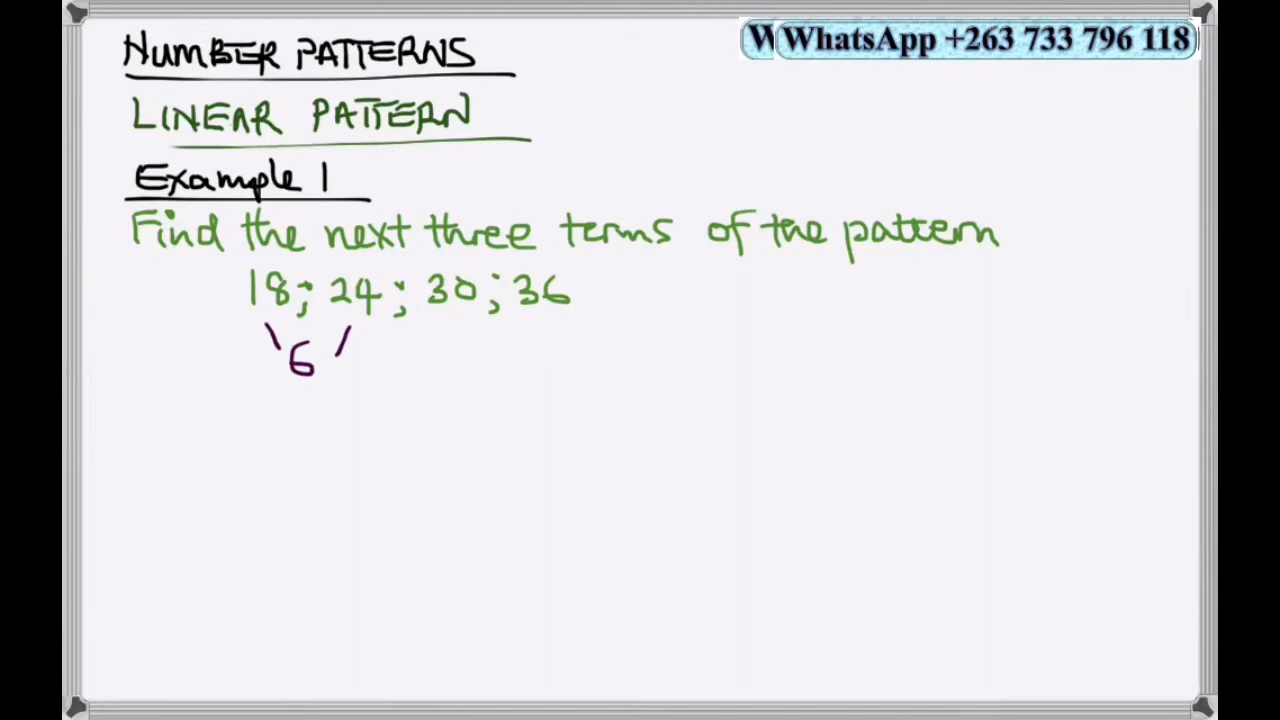 NUMBER PATTERNS
WWhatsApp +263 733 796 118
LINEAR PATTERN
Example 1
Find the next three terms of the pattern
18; 24; 30; 36
6